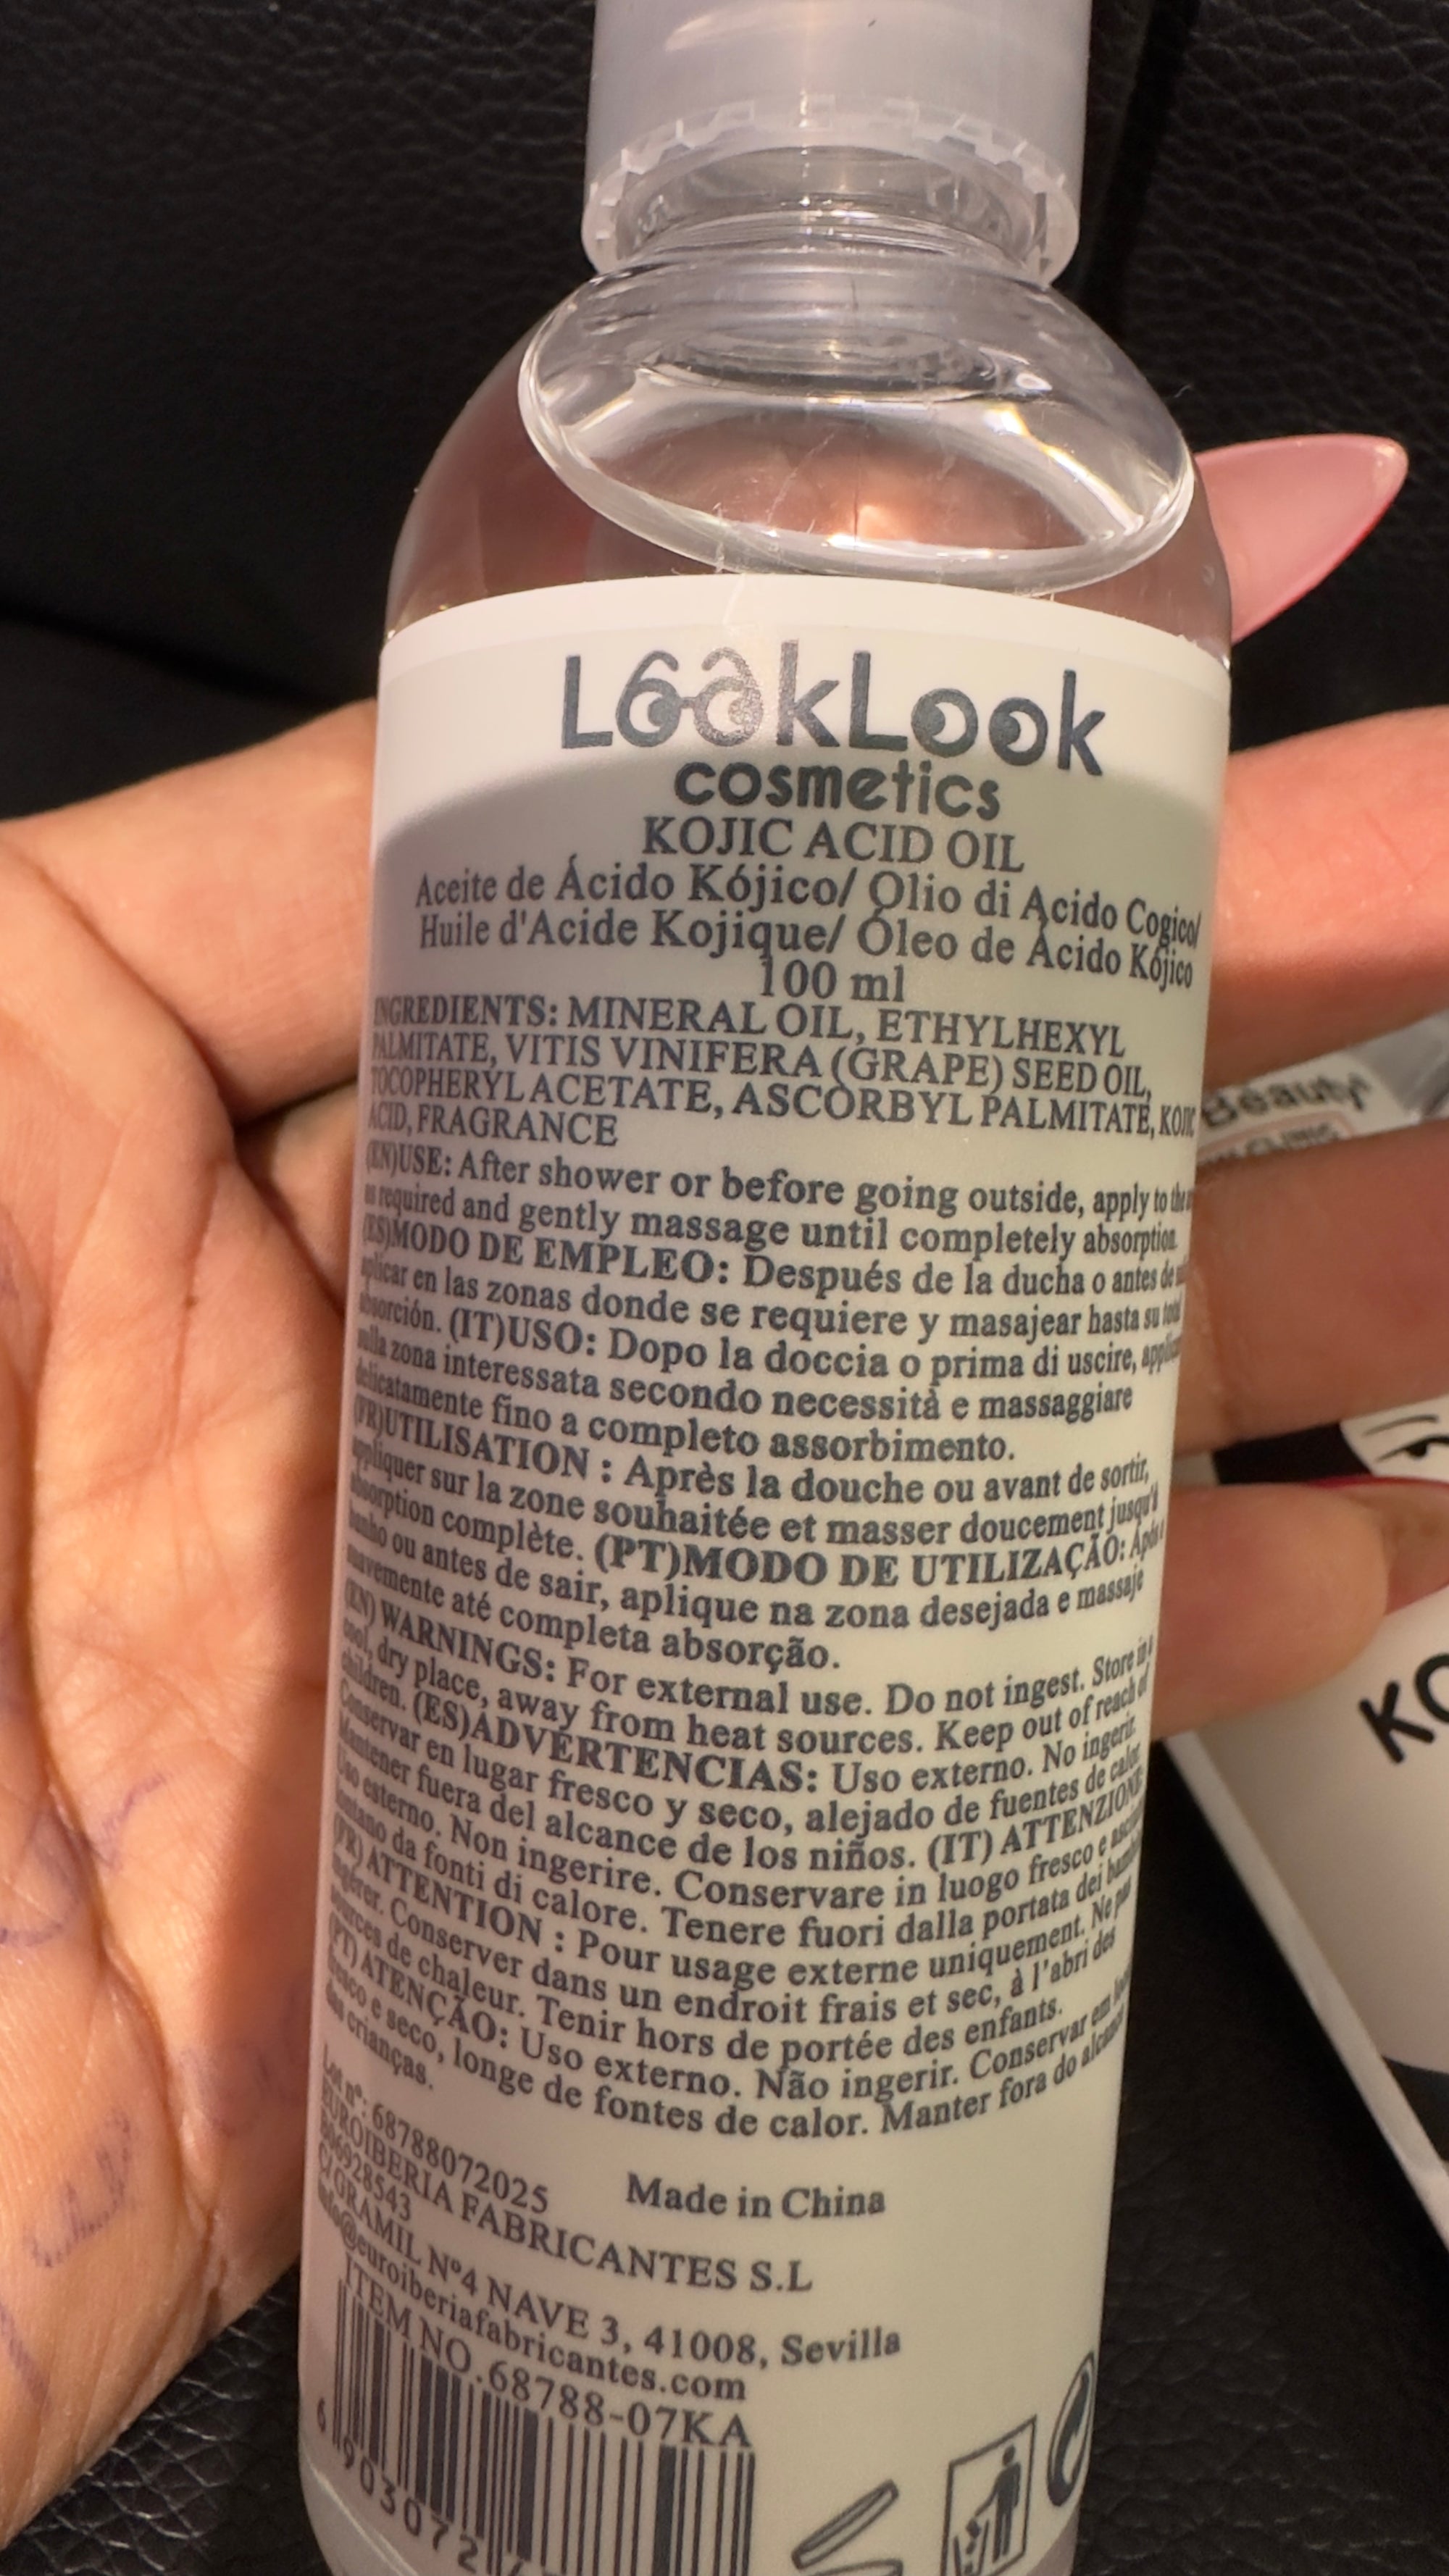 LookLook
cosmetics
KOJIC ACID OIL
Aceite de Ácido Kójico/ Olio di Acido Cogico/
Huile d'Acide Kojique/ Óleo de Ácido Kójico
100 ml
INGREDIENTS: MINERAL OIL, ETHYLHEXYL
PALMITATE, VITIS VINIFERA (GRAPE) SEED OIL,
TOCOPHERYL ACETATE, ASCORBYL PALMITATE, KOJIC
ACID, FRAGRANCE
(EN)USE: After shower or before going outside, apply to the
as required and gently massage until completely absorption.
(ES)MODO DE EMPLEO: Después de la ducha o antes de
aplicar en las zonas donde se requiere y masajear hasta su total
absorción. (IT)USO: Dopo la doccia o prima di uscire,
sulla zona interessata secondo necessità e massaggiare
delicatamente fino a completo assorbimento.
(FR)UTILISATION : Après la douche ou avant de sortir,
appliquer sur la zone souhaitée et masser doucement jusqu'à
absorption complète. (PT)MODO DE UTILIZAÇÃO: Após
banho ou antes de sair, aplique na zona desejada e massaje
suavemente até completa absorção.
(EN) WARNINGS: For external use. Do not ingest. Store in a
cool, dry place, away from heat sources. Keep out of reach of
children. (ES)ADVERTENCIAS: Uso externo. No ingerir.
Conservar en lugar fresco y seco, alejado de fuentes de calor.
Mantener fuera del alcance de los niños. (IT) ATTENZIONE:
Uso esterno. Non ingerire. Conservare in luogo fresco e
lontano da fonti di calore. Tenere fuori dalla portata dei
(FR) ATTENTION : Pour usage externe uniquement. Ne pas
ingérer. Conserver dans un endroit frais et sec, à l'abri des
sources de chaleur. Tenir hors de portée des enfants.
(PT) ATENÇÃO: Uso externo. Não ingerir. Conservar em
fresco e seco, longe de fontes de calor. Manter fora do alcance
das crianças.
Lot nº: 68788072025 Made in China
EUROIBERIA FABRICANTES S.L
B06928543
C/ GRAMIL Nº4 NAVE 3, 41008, Sevilla
info@euroiberiafabricantes.com
ITEM NO.68788-07KA
6 903072
Beauty
KO